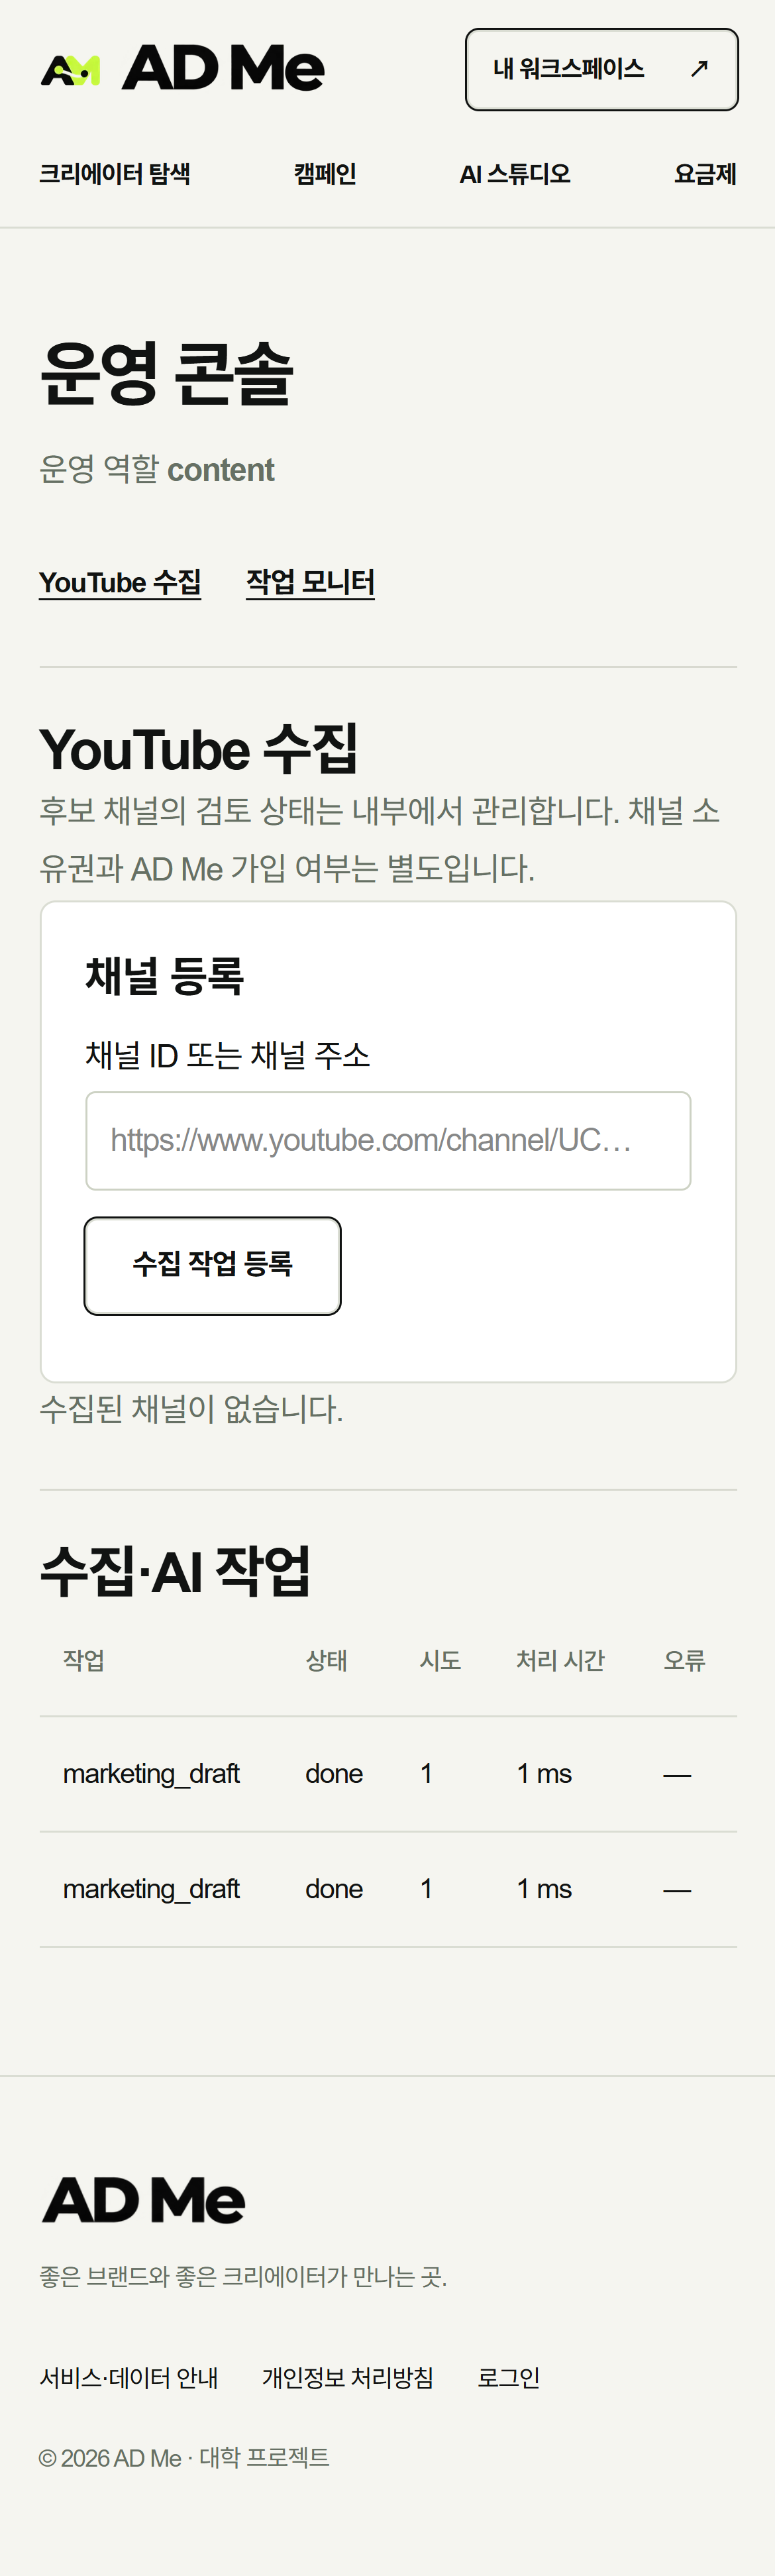 AD Me
내 워크스페이스 ↗
크리에이터 탐색 캠페인 AI 스튜디오 요금제
운영 콘솔
운영 역할 content
YouTube 수집 작업 모니터
YouTube 수집
후보 채널의 검토 상태는 내부에서 관리합니다. 채널 소
유권과 AD Me 가입 여부는 별도입니다.
채널 등록
채널 ID 또는 채널 주소
https://www.youtube.com/channel/UC…
수집 작업 등록
수집된 채널이 없습니다.
수집·AI 작업
작업 상태 시도 처리 시간 오류
marketing_draft done 1 1 ms —
marketing_draft done 1 1 ms —
AD Me
좋은 브랜드와 좋은 크리에이터가 만나는 곳.
서비스·데이터 안내 개인정보 처리방침 로그인
© 2026 AD Me · 대학 프로젝트